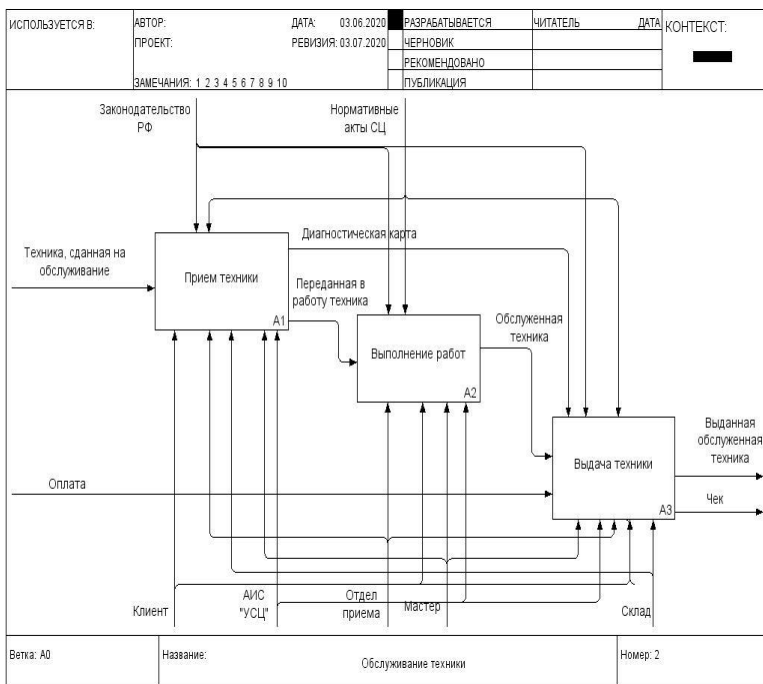 ИСПОЛЬЗУЕТСЯ В:
АВТОР:
ДАТА: 03.06.2020
РАЗРАБАТЫВАЕТСЯ
ЧИТАТЕЛЬ
ДАТА
КОНТЕКСТ:
ПРОЕКТ:
РЕВИЗИЯ: 03.07.2020
ЧЕРНОВИК
РЕКОМЕНДОВАНО
ЗАМЕЧАНИЯ: 1 2 3 4 5 6 7 8 9 10
ПУБЛИКАЦИЯ
Законодательство
РФ
Нормативные
акты СЦ
Техника, сданная на
обслуживание
Прием техники
A1
Диагностическая карта
Переданная в
работу техника
Выполнение работ
A2
Обслуженная
техника
Выдача техники
A3
Выданная
обслуженная
техника
Чек
Оплата
Клиент
АИС
"УСЦ"
Отдел
приема
Мастер
Склад
Ветка: A0
Название:
Обслуживание техники
Номер: 2